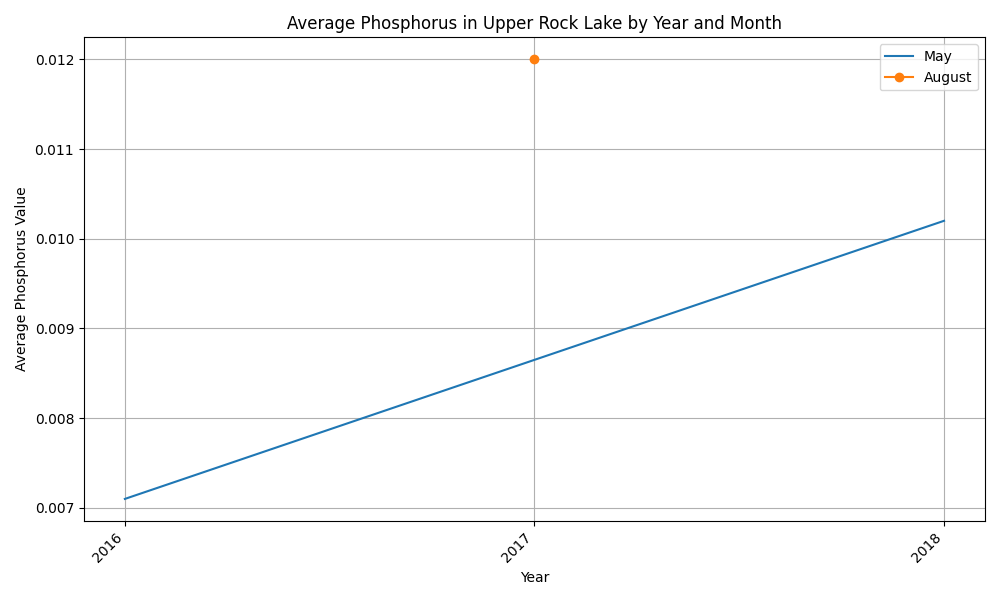 Average Phosphorus in Upper Rock Lake by Year and Month
May
August
0.012
0.011
0.010
0.009
0.008
0.007
Average Phosphorus Value
2016
2017
2018
Year